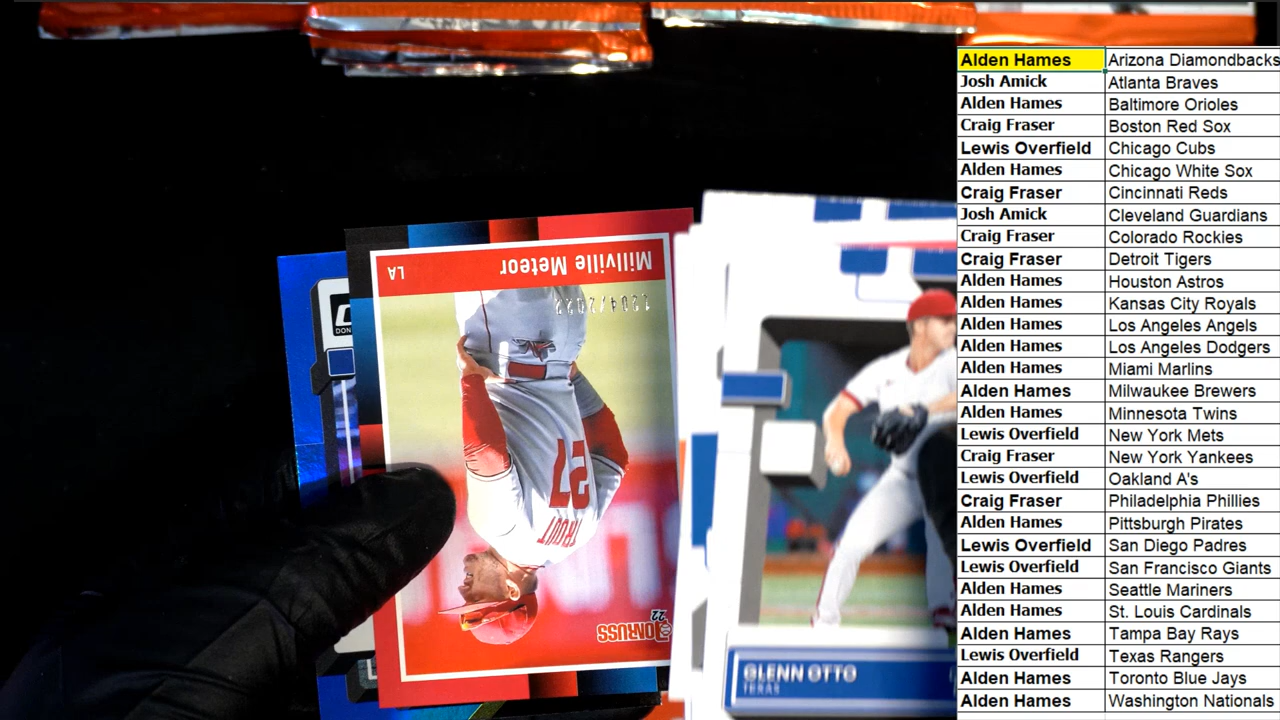 Alden Hames Arizona Diamondbacks
Josh Amick Atlanta Braves
Alden Hames Baltimore Orioles
Craig Fraser Boston Red Sox
Lewis Overfield Chicago Cubs
Alden Hames Chicago White Sox
Craig Fraser Cincinnati Reds
Josh Amick Cleveland Guardians
Craig Fraser Colorado Rockies
Craig Fraser Detroit Tigers
Alden Hames Houston Astros
Alden Hames Kansas City Royals
Alden Hames Los Angeles Angels
Alden Hames Los Angeles Dodgers
Alden Hames Miami Marlins
Alden Hames Milwaukee Brewers
Alden Hames Minnesota Twins
Lewis Overfield New York Mets
Craig Fraser New York Yankees
Lewis Overfield Oakland A's
Craig Fraser Philadelphia Phillies
Alden Hames Pittsburgh Pirates
Lewis Overfield San Diego Padres
Lewis Overfield San Francisco Giants
Alden Hames Seattle Mariners
Alden Hames St. Louis Cardinals
Alden Hames Tampa Bay Rays
Lewis Overfield Texas Rangers
Alden Hames Toronto Blue Jays
Alden Hames Washington Nationals
Millville Meteor
LA
27
TROUT
22
DONRUSS
DON
GLENN OTTO
TEXAS